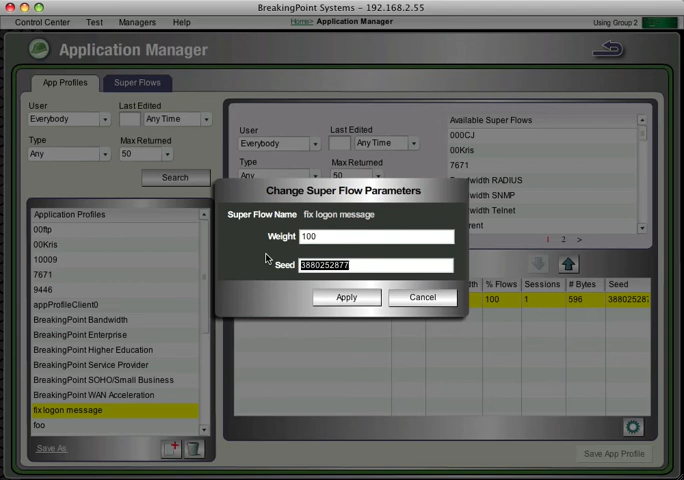 BreakingPoint Systems - 192.168.2.55
Control Center Test Managers Help Home> Application Manager Using Group 2
Application Manager
App Profiles Super Flows
User Last Edited
Everybody Any Time
Type Max Returned
Any 50
Search
Application Profiles
00ftp
00Kris
10009
7671
9446
appProfileClient0
BreakingPoint Bandwidth
BreakingPoint Enterprise
BreakingPoint Higher Education
BreakingPoint Service Provider
BreakingPoint SOHO/Small Business
BreakingPoint WAN Acceleration
fix logon message
foo
Save As
User Last Edited
Everybody Any Time
Type Max Returned
Any 50
Available Super Flows
000CJ
00Kris
7671
ndwidth RADIUS
ndwidth SNMP
ndwidth Telnet
rrent
1 2 >
Change Super Flow Parameters
Super Flow Name fix logon message
Weight 100
Seed 3880252877
Apply Cancel
% Flows Sessions # Bytes Seed
100 1 596 388025287
Save App Profile